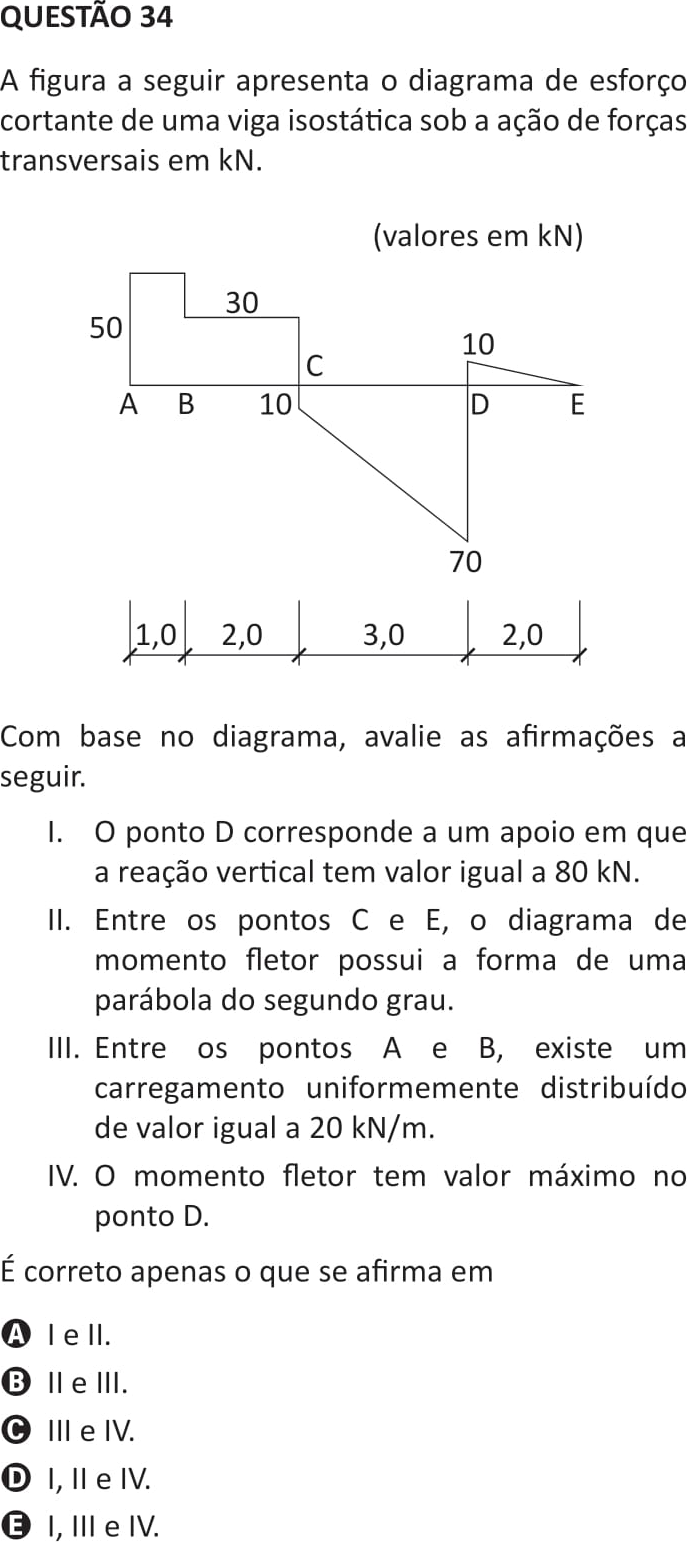 QUESTÃO 34
A figura a seguir apresenta o diagrama de esforço
cortante de uma viga isostática sob a ação de forças
transversais em kN.
(valores em kN)
30
50
10
C
A B 10 D E
70
1,0 2,0 3,0 2,0
Com base no diagrama, avalie as afirmações a
seguir.
I. O ponto D corresponde a um apoio em que
a reação vertical tem valor igual a 80 kN.
II. Entre os pontos C e E, o diagrama de
momento fletor possui a forma de uma
parábola do segundo grau.
III. Entre os pontos A e B, existe um
carregamento uniformemente distribuído
de valor igual a 20 kN/m.
IV. O momento fletor tem valor máximo no
ponto D.
É correto apenas o que se afirma em
A I e II.
B II e III.
C III e IV.
D I, II e IV.
E I, III e IV.